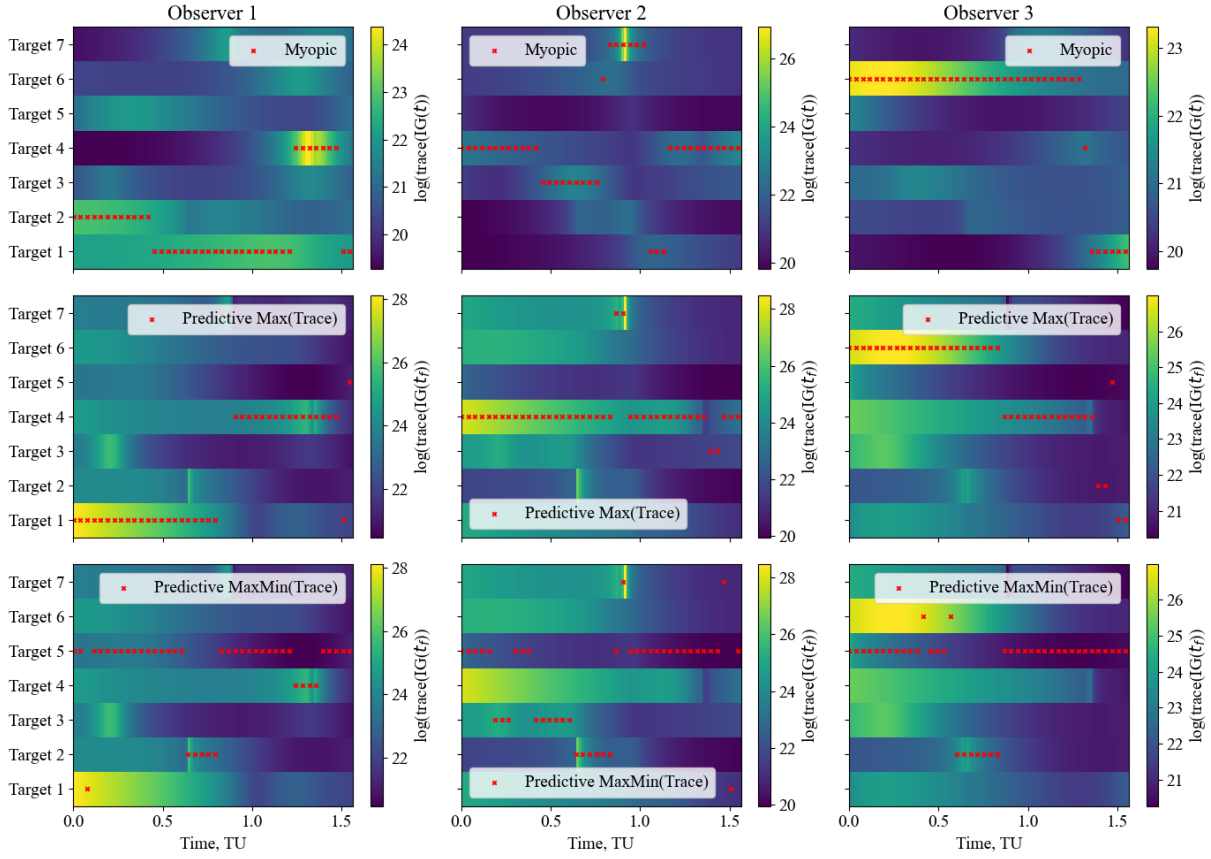 Observer 1
Observer 2
Observer 3
Target 7
Target 6
Target 5
Target 4
Target 3
Target 2
Target 1
Myopic
24
23
22
21
20
log(trace(IG(t)))
Myopic
26
24
22
20
log(trace(IG(t)))
Myopic
23
22
21
20
log(trace(IG(t)))
Target 7
Target 6
Target 5
Target 4
Target 3
Target 2
Target 1
Predictive Max(Trace)
28
26
24
22
log(trace(IG(t_f)))
Predictive Max(Trace)
28
26
24
22
20
log(trace(IG(t_f)))
Predictive Max(Trace)
26
25
24
23
22
21
log(trace(IG(t_f)))
Target 7
Target 6
Target 5
Target 4
Target 3
Target 2
Target 1
Predictive MaxMin(Trace)
28
26
24
22
log(trace(IG(t_f)))
0.0 0.5 1.0 1.5
Time, TU
Predictive MaxMin(Trace)
28
26
24
22
20
log(trace(IG(t_f)))
0.0 0.5 1.0 1.5
Time, TU
Predictive MaxMin(Trace)
26
25
24
23
22
21
log(trace(IG(t_f)))
0.0 0.5 1.0 1.5
Time, TU